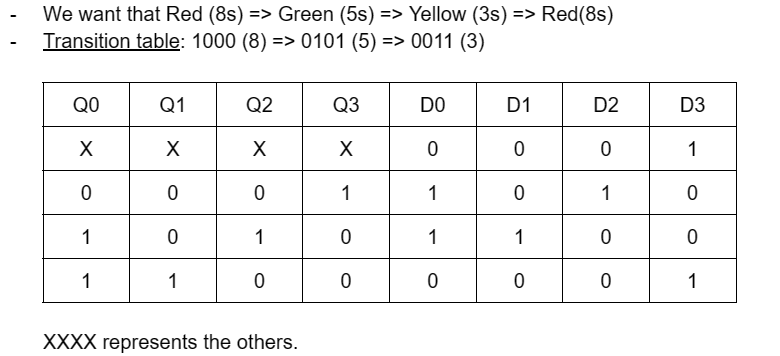 - We want that Red (8s) => Green (5s) => Yellow (3s) => Red(8s)
- Transition table: 1000 (8) => 0101 (5) => 0011 (3)
Q0 Q1 Q2 Q3 D0 D1 D2 D3
X X X X 0 0 0 1
0 0 0 1 1 0 1 0
1 0 1 0 1 1 0 0
1 1 0 0 0 0 0 1
XXXX represents the others.